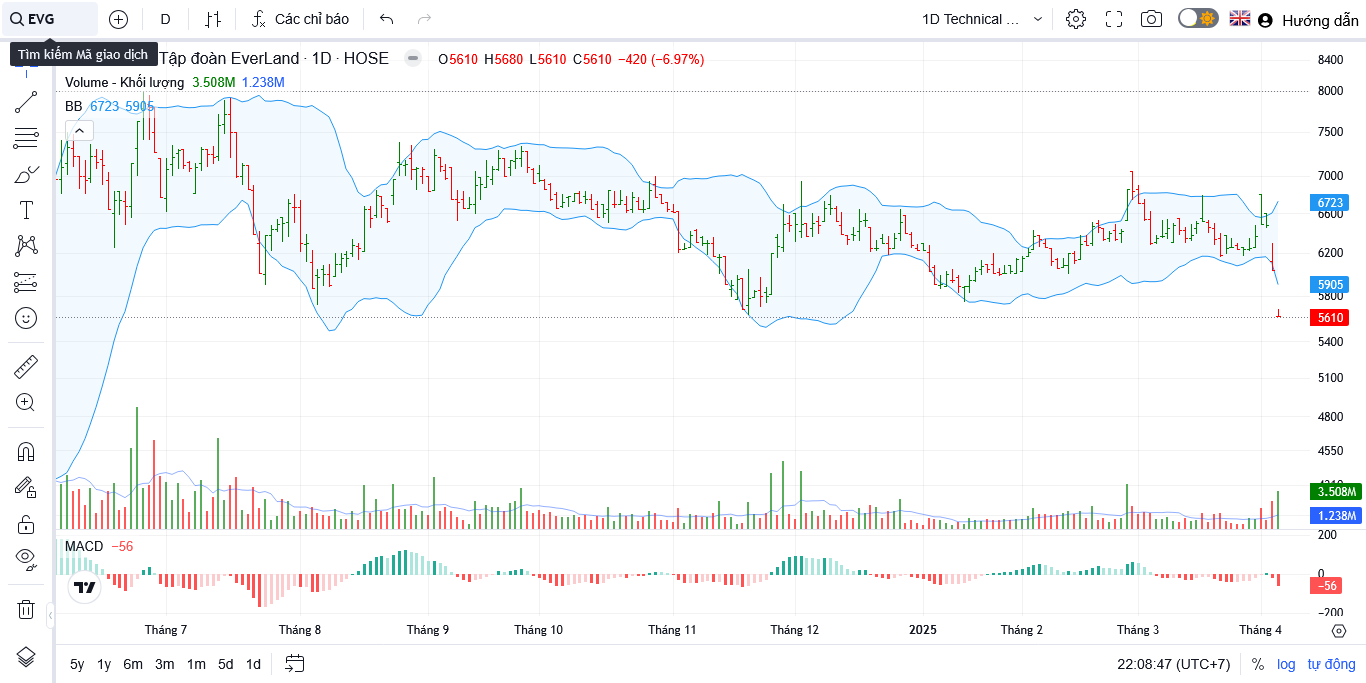 EVG
D
Các chỉ báo
1D Technical ...
Hướng dẫn
Tìm kiếm Mã giao dịch
Tập đoàn EverLand · 1D · HOSE
O5610 H5680 L5610 C5610 −420 (−6.97%)
Volume - Khối lượng 3.508M 1.238M
BB 6723 5905
8400
8000
7500
7000
6723
6600
6200
5905
5800
5610
5400
5100
4800
4550
3.508M
1.238M
MACD −56
200
0
−56
−200
Tháng 7
Tháng 8
Tháng 9
Tháng 10
Tháng 11
Tháng 12
2025
Tháng 2
Tháng 3
Tháng 4
5y 1y 6m 3m 1m 5d 1d
22:08:47 (UTC+7)
%
log
tự động